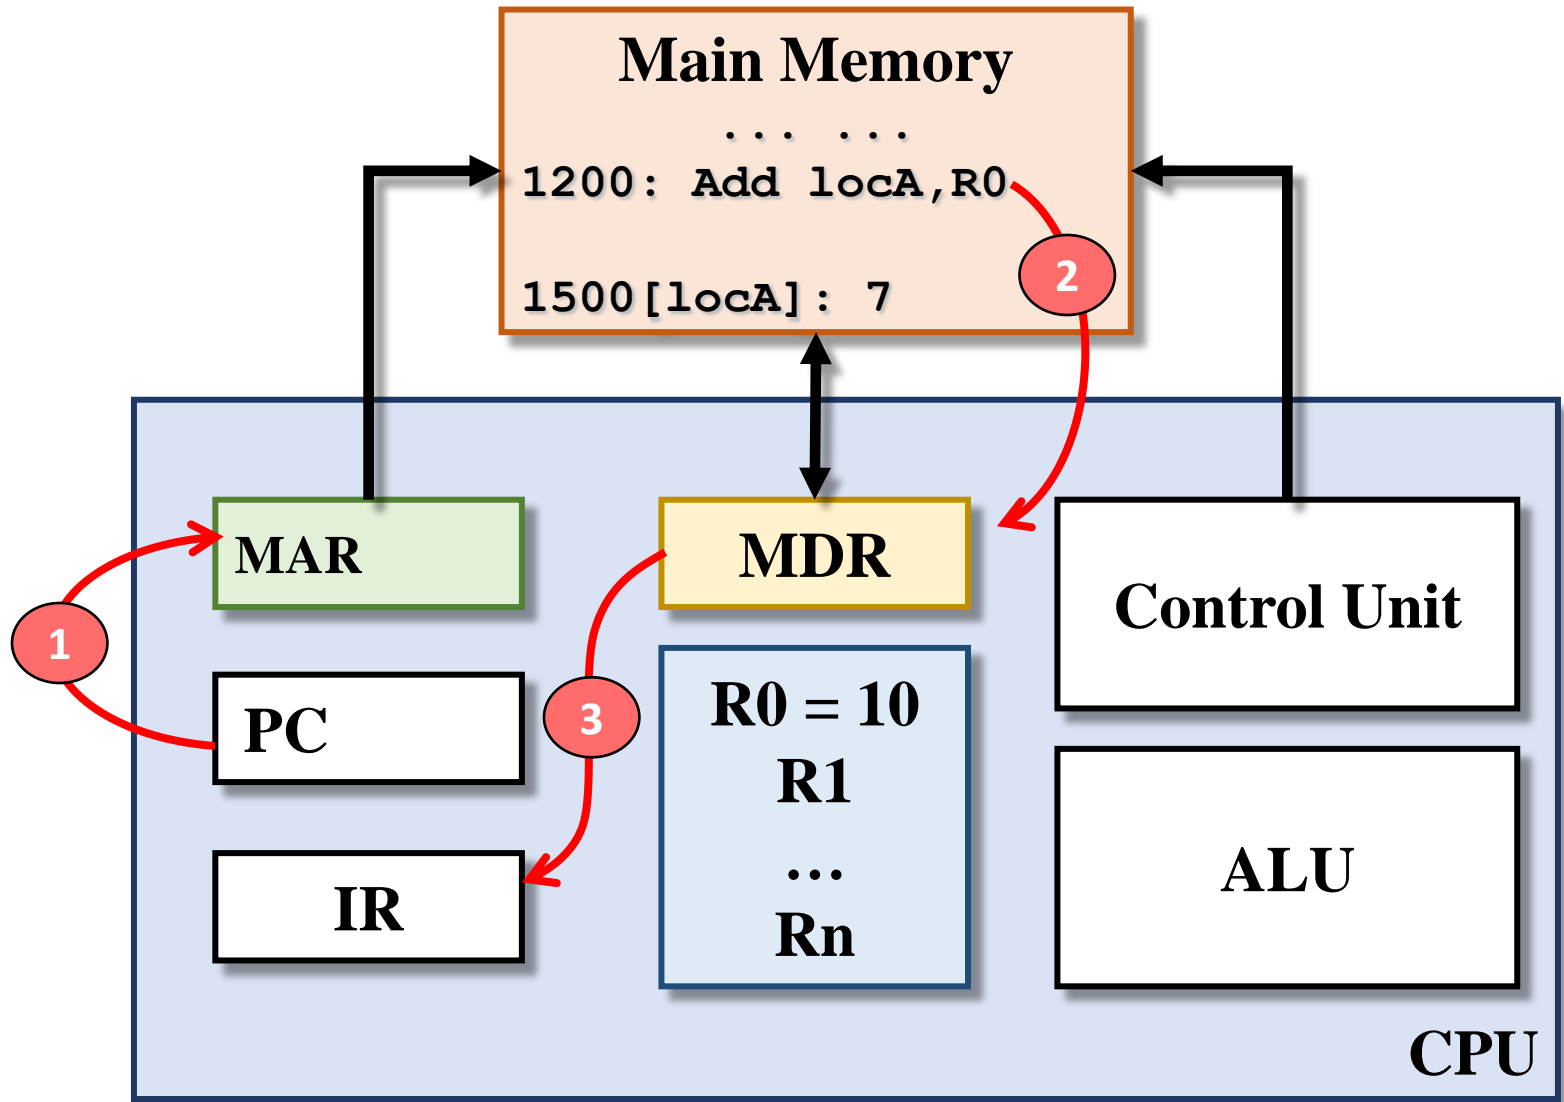 Main Memory
... ...
1200: Add locA,R0
1500[locA]: 7
2
MAR
MDR
Control Unit
1
PC
3
R0 = 10
R1
…
Rn
IR
ALU
CPU